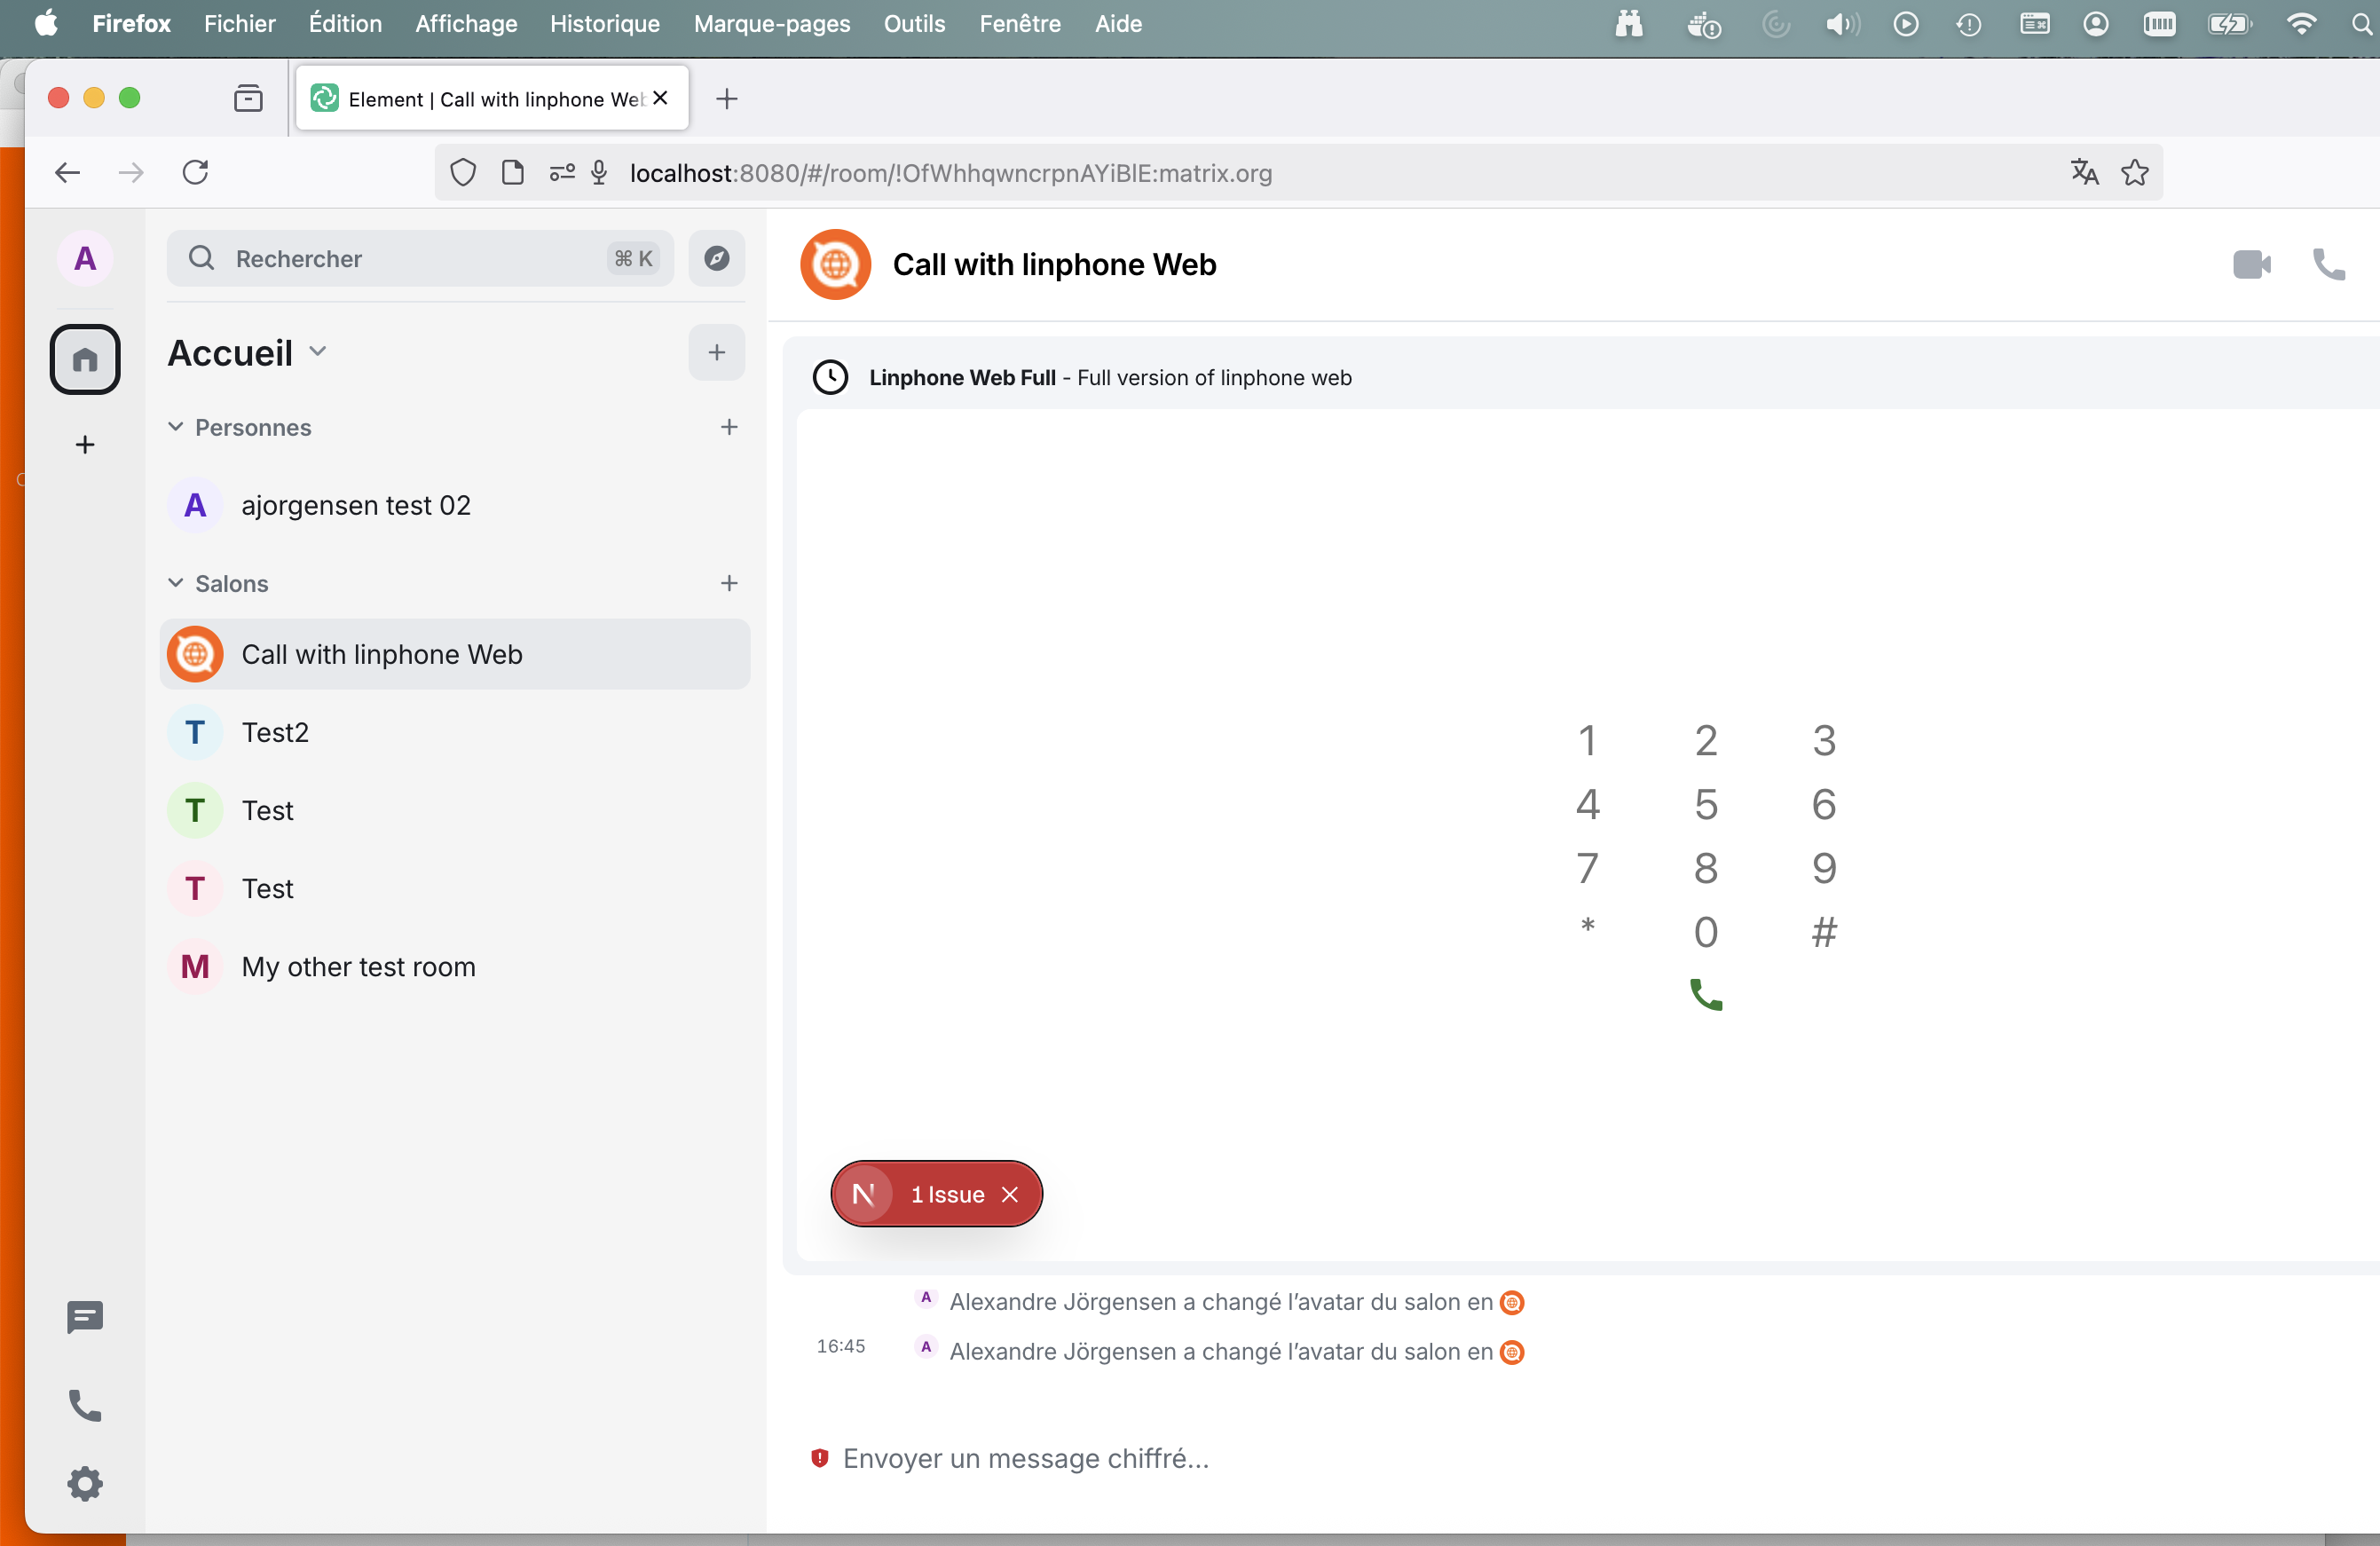 Firefox Fichier Édition Affichage Historique Marque-pages Outils Fenêtre Aide
Element | Call with linphone Web
localhost:8080/#/room/!OfWhhqwncrpnAYiBlE:matrix.org
A
Rechercher ⌘ K
Accueil
Personnes
A ajorgensen test 02
Salons
Call with linphone Web
T Test2
T Test
T Test
M My other test room
Call with linphone Web
Linphone Web Full - Full version of linphone web
1 2 3
4 5 6
7 8 9
* 0 #
N 1 Issue
A Alexandre Jörgensen a changé l’avatar du salon en
16:45 A Alexandre Jörgensen a changé l’avatar du salon en
Envoyer un message chiffré...